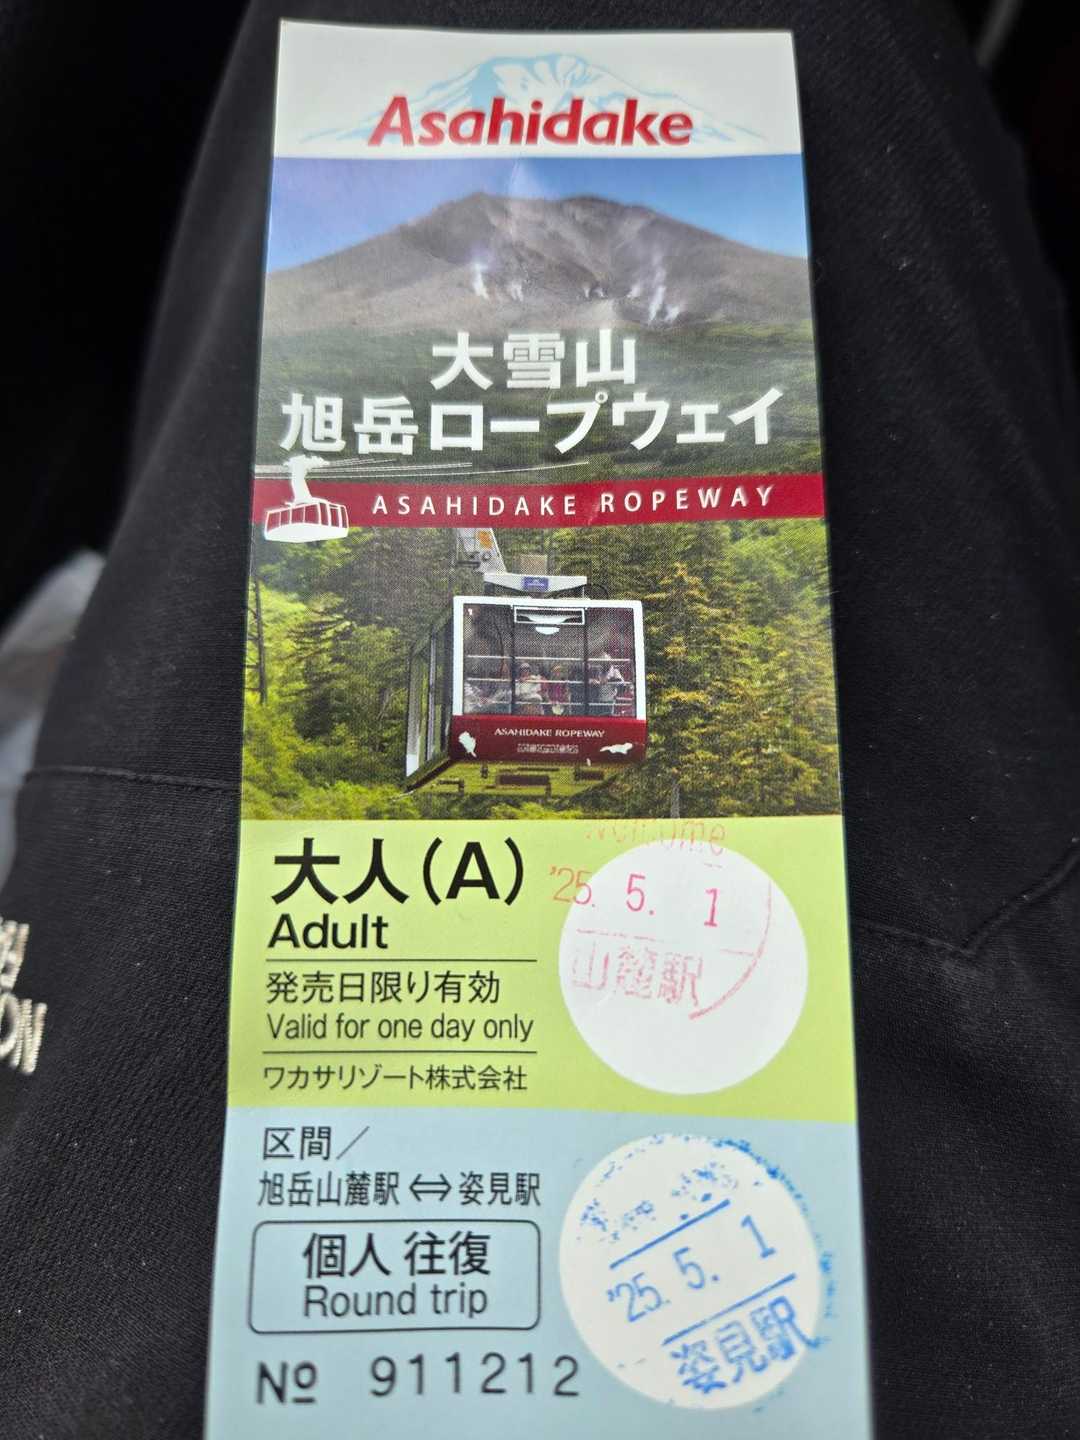 Asahidake
大雪山
旭岳ロープウェイ
ASAHIDAKE ROPEWAY
ASAHIDAKE ROPEWAY
大人(A)
Adult
発売日限り有効
Valid for one day only
ワカサリゾート株式会社
Welcome
'25. 5. 1
山麓駅
区間／
旭岳山麓駅⇔姿見駅
個人 往復
Round trip
№ 911212
'25. 5. 1
姿見駅